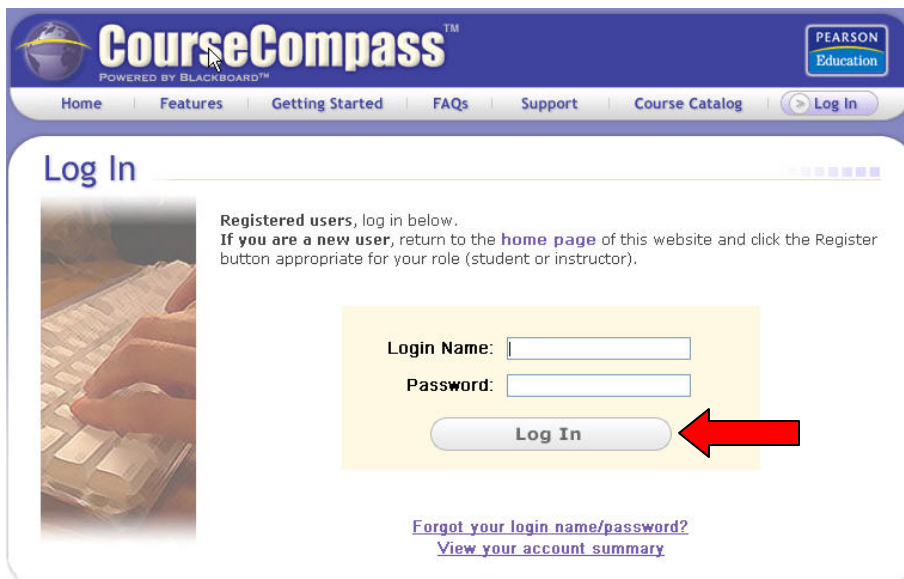 CourseCompass™
POWERED BY BLACKBOARD™
PEARSON
Education
Home Features Getting Started FAQs Support Course Catalog Log In
Log In
Registered users, log in below.
If you are a new user, return to the home page of this website and click the Register
button appropriate for your role (student or instructor).
Login Name:
Password:
Log In
Forgot your login name/password?
View your account summary